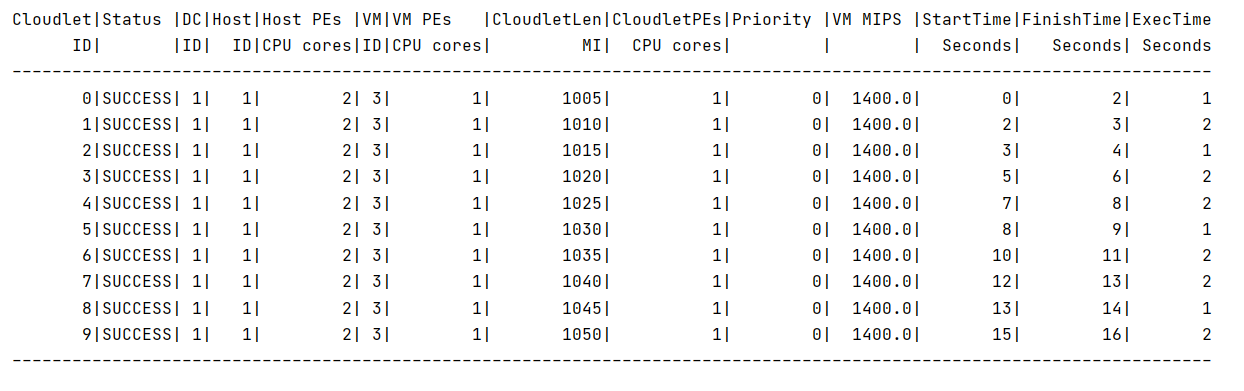 Cloudlet|Status |DC|Host|Host PEs |VM|VM PEs   |CloudletLen|CloudletPEs|Priority |VM MIPS |StartTime|FinishTime|ExecTime
      ID|       |ID|  ID|CPU cores|ID|CPU cores|         MI|  CPU cores|         |        |  Seconds|   Seconds| Seconds
------------------------------------------------------------------------------------------------------------------------
       0|SUCCESS| 1|   1|        2| 3|        1|       1005|          1|        0|  1400.0|        0|         2|       1
       1|SUCCESS| 1|   1|        2| 3|        1|       1010|          1|        0|  1400.0|        2|         3|       2
       2|SUCCESS| 1|   1|        2| 3|        1|       1015|          1|        0|  1400.0|        3|         4|       1
       3|SUCCESS| 1|   1|        2| 3|        1|       1020|          1|        0|  1400.0|        5|         6|       2
       4|SUCCESS| 1|   1|        2| 3|        1|       1025|          1|        0|  1400.0|        7|         8|       2
       5|SUCCESS| 1|   1|        2| 3|        1|       1030|          1|        0|  1400.0|        8|         9|       1
       6|SUCCESS| 1|   1|        2| 3|        1|       1035|          1|        0|  1400.0|       10|        11|       2
       7|SUCCESS| 1|   1|        2| 3|        1|       1040|          1|        0|  1400.0|       12|        13|       2
       8|SUCCESS| 1|   1|        2| 3|        1|       1045|          1|        0|  1400.0|       13|        14|       1
       9|SUCCESS| 1|   1|        2| 3|        1|       1050|          1|        0|  1400.0|       15|        16|       2
------------------------------------------------------------------------------------------------------------------------